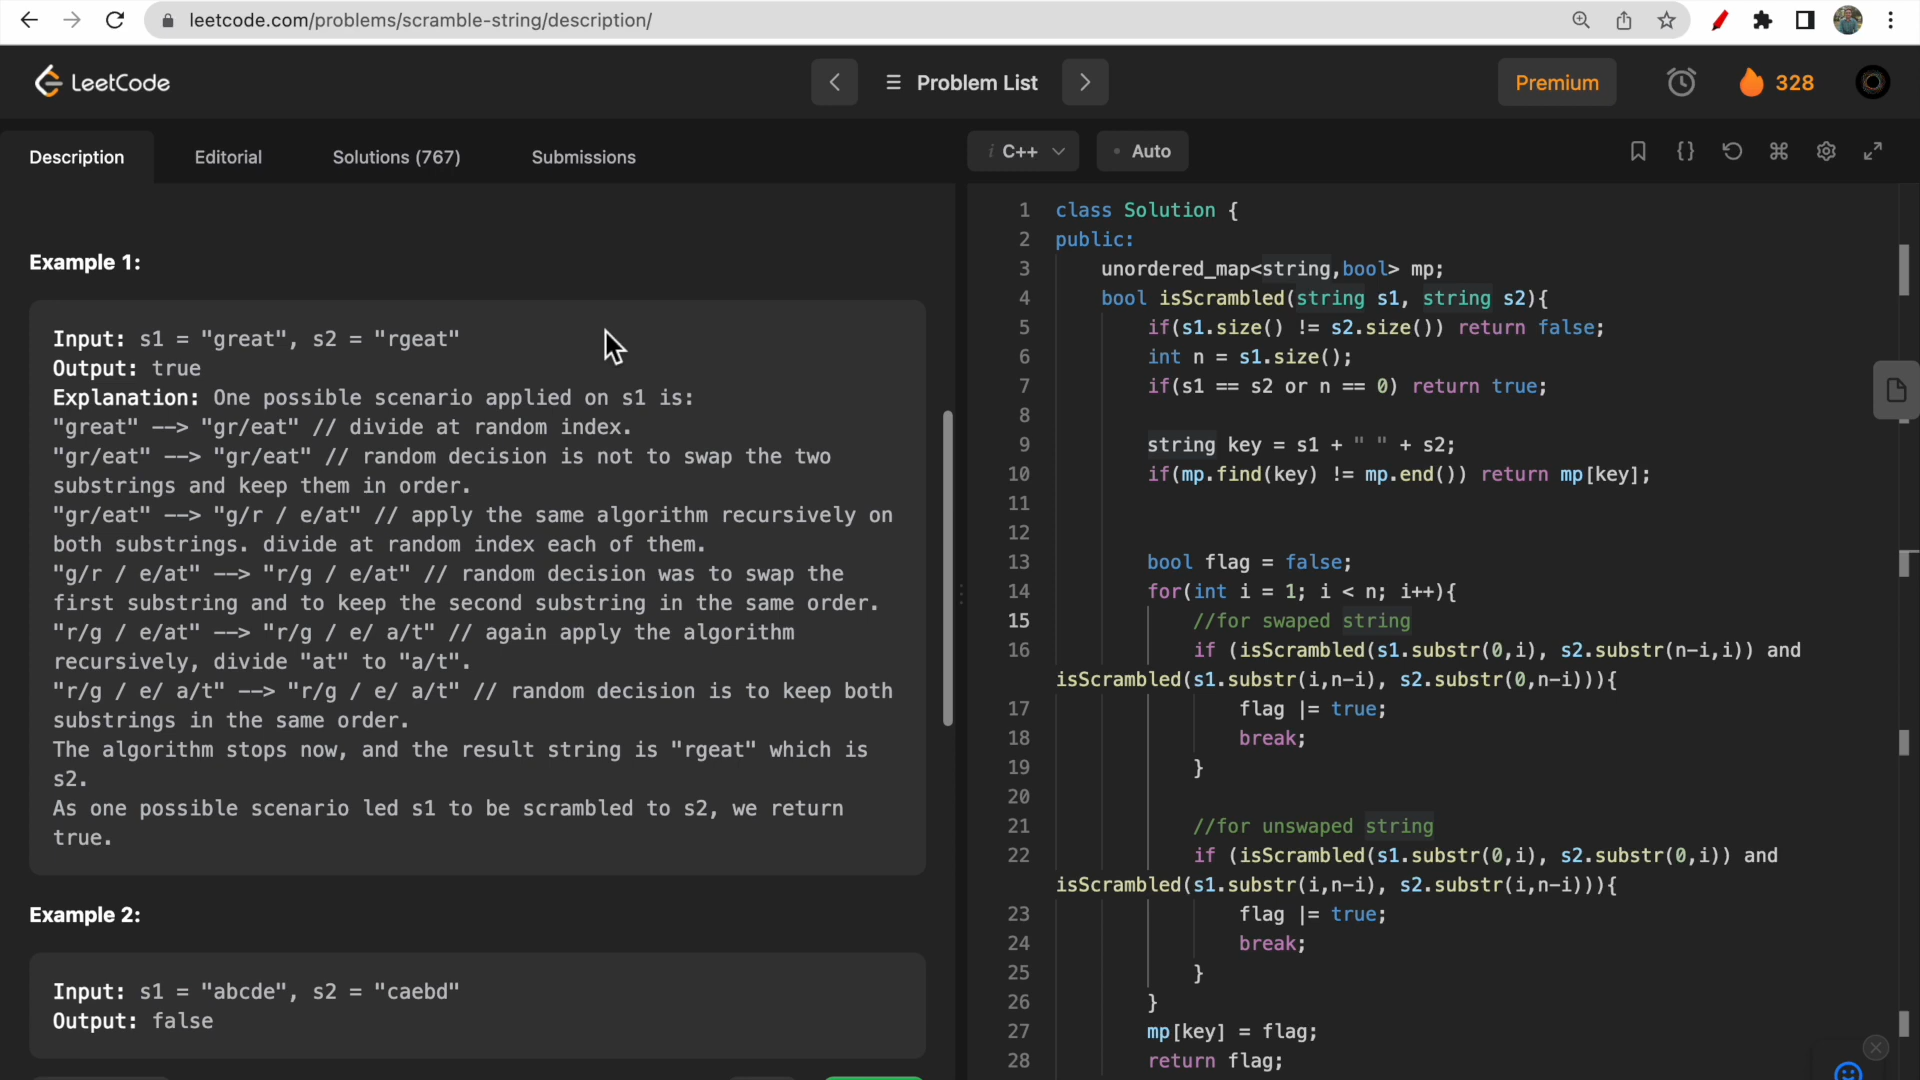 leetcode.com/problems/scramble-string/description/
LeetCode
Problem List
Premium
328
Description
Editorial
Solutions (767)
Submissions
i C++
Auto
Example 1:
Input: s1 = "great", s2 = "rgeat"
Output: true
Explanation: One possible scenario applied on s1 is:
"great" --> "gr/eat" // divide at random index.
"gr/eat" --> "gr/eat" // random decision is not to swap the two
substrings and keep them in order.
"gr/eat" --> "g/r / e/at" // apply the same algorithm recursively on
both substrings. divide at random index each of them.
"g/r / e/at" --> "r/g / e/at" // random decision was to swap the
first substring and to keep the second substring in the same order.
"r/g / e/at" --> "r/g / e/ a/t" // again apply the algorithm
recursively, divide "at" to "a/t".
"r/g / e/ a/t" --> "r/g / e/ a/t" // random decision is to keep both
substrings in the same order.
The algorithm stops now, and the result string is "rgeat" which is
s2.
As one possible scenario led s1 to be scrambled to s2, we return
true.
Example 2:
Input: s1 = "abcde", s2 = "caebd"
Output: false
1 class Solution {
2 public:
3 unordered_map<string,bool> mp;
4 bool isScrambled(string s1, string s2){
5 if(s1.size() != s2.size()) return false;
6 int n = s1.size();
7 if(s1 == s2 or n == 0) return true;
8
9 string key = s1 + " " + s2;
10 if(mp.find(key) != mp.end()) return mp[key];
11
12
13 bool flag = false;
14 for(int i = 1; i < n; i++){
15 //for swaped string
16 if (isScrambled(s1.substr(0,i), s2.substr(n-i,i)) and
isScrambled(s1.substr(i,n-i), s2.substr(0,n-i))){
17 flag |= true;
18 break;
19 }
20
21 //for unswaped string
22 if (isScrambled(s1.substr(0,i), s2.substr(0,i)) and
isScrambled(s1.substr(i,n-i), s2.substr(i,n-i))){
23 flag |= true;
24 break;
25 }
26 }
27 mp[key] = flag;
28 return flag;